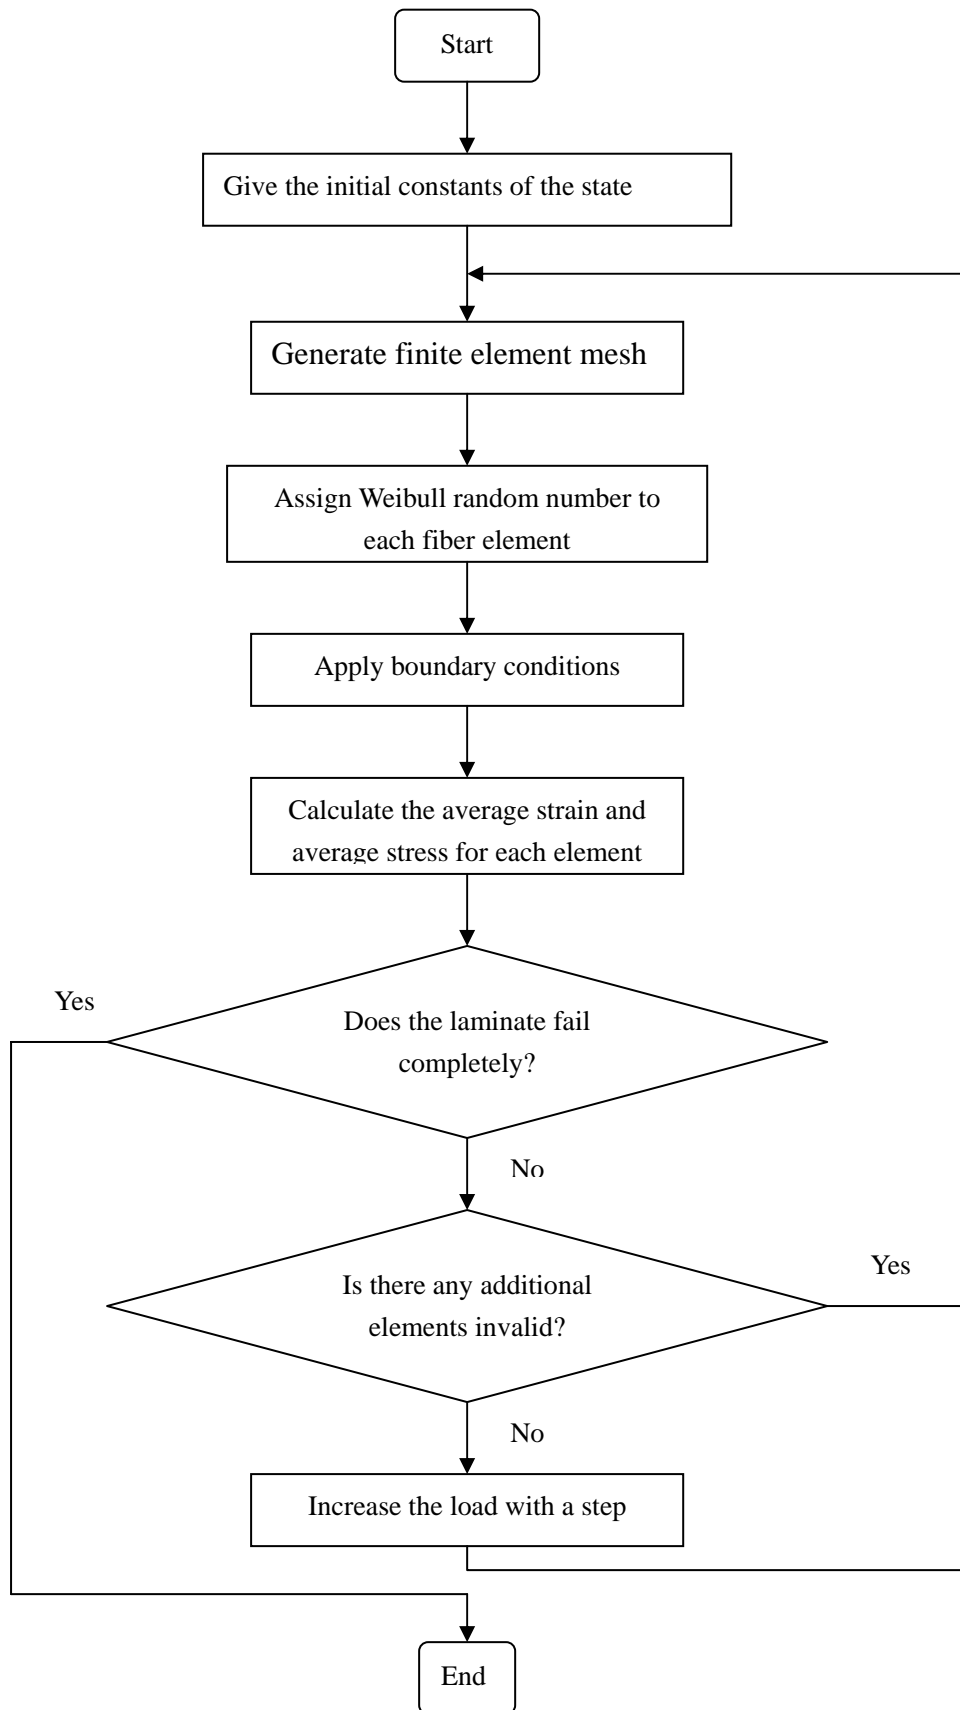 Start
Give the initial constants of the state
Generate finite element mesh
Assign Weibull random number to
each fiber element
Apply boundary conditions
Calculate the average strain and
average stress for each element
Yes
Does the laminate fail
completely?
No
Is there any additional
elements invalid?
Yes
No
Increase the load with a step
End